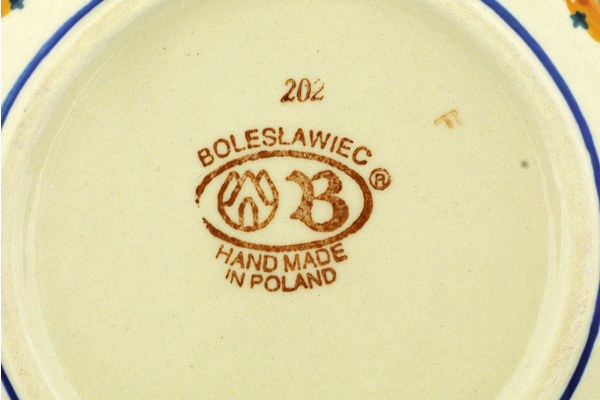 202
F
BOLESŁAWIEC
B ®
HAND MADE
IN POLAND